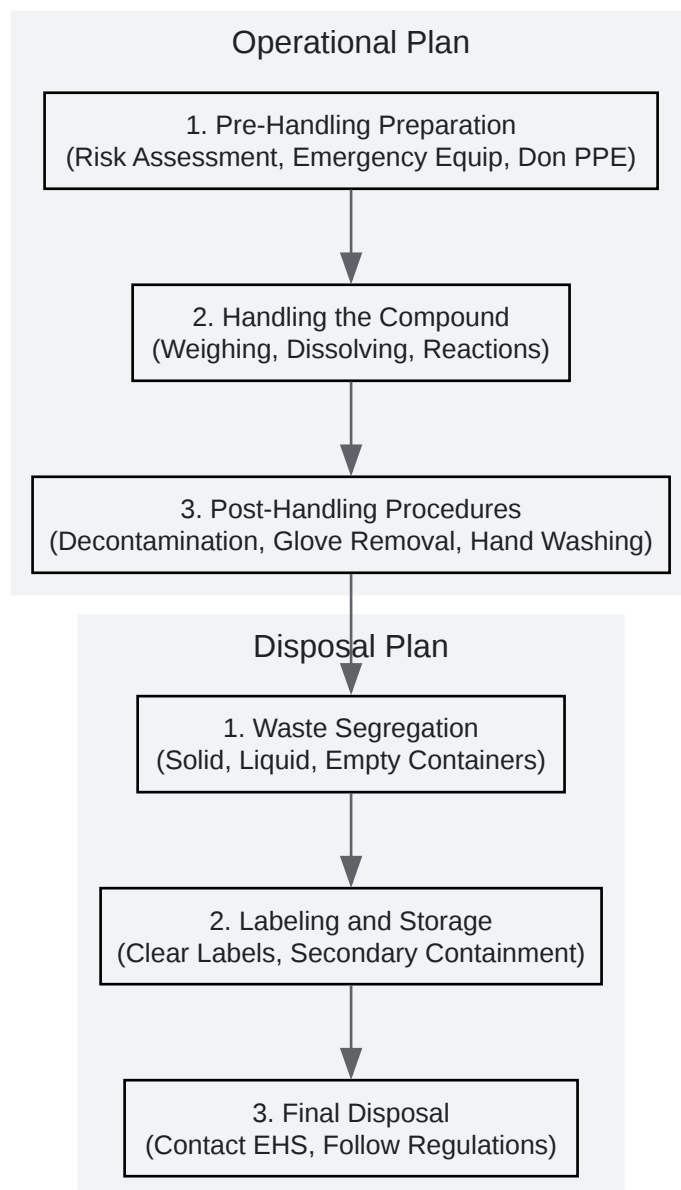 Operational Plan
1. Pre-Handling Preparation
(Risk Assessment, Emergency Equip, Don PPE)
2. Handling the Compound
(Weighing, Dissolving, Reactions)
3. Post-Handling Procedures
(Decontamination, Glove Removal, Hand Washing)
Disposal Plan
1. Waste Segregation
(Solid, Liquid, Empty Containers)
2. Labeling and Storage
(Clear Labels, Secondary Containment)
3. Final Disposal
(Contact EHS, Follow Regulations)